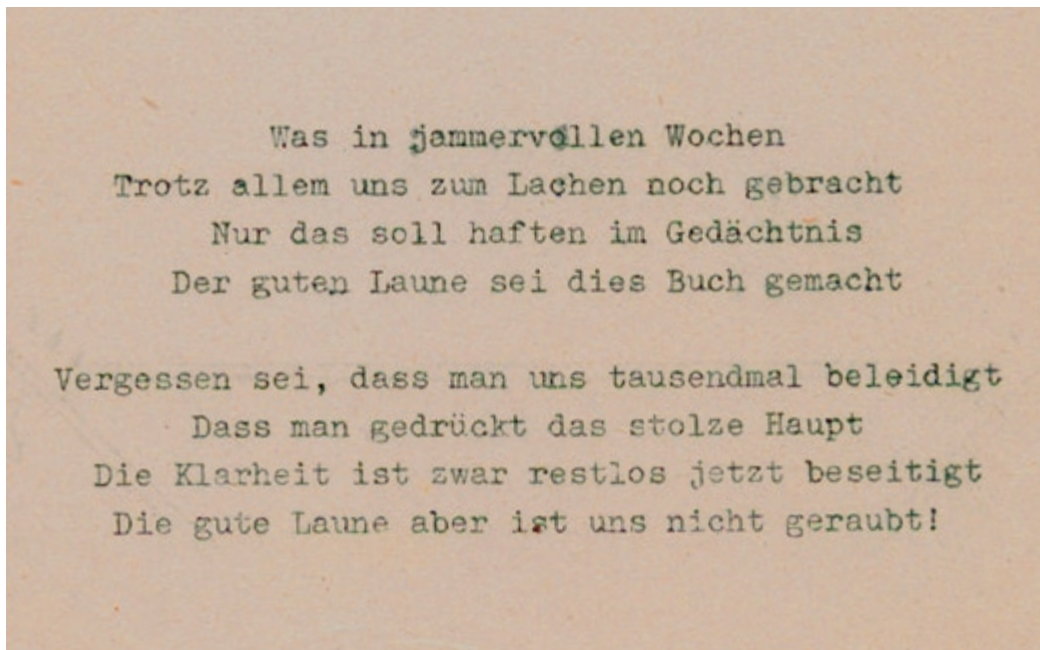 Was in jammervollen Wochen
Trotz allem uns zum Lachen noch gebracht
Nur das soll haften im Gedächtnis
Der guten Laune sei dies Buch gemacht
Vergessen sei, dass man uns tausendmal beleidigt
Dass man gedrückt das stolze Haupt
Die Klarheit ist zwar restlos jetzt beseitigt
Die gute Laune aber ist uns nicht geraubt!